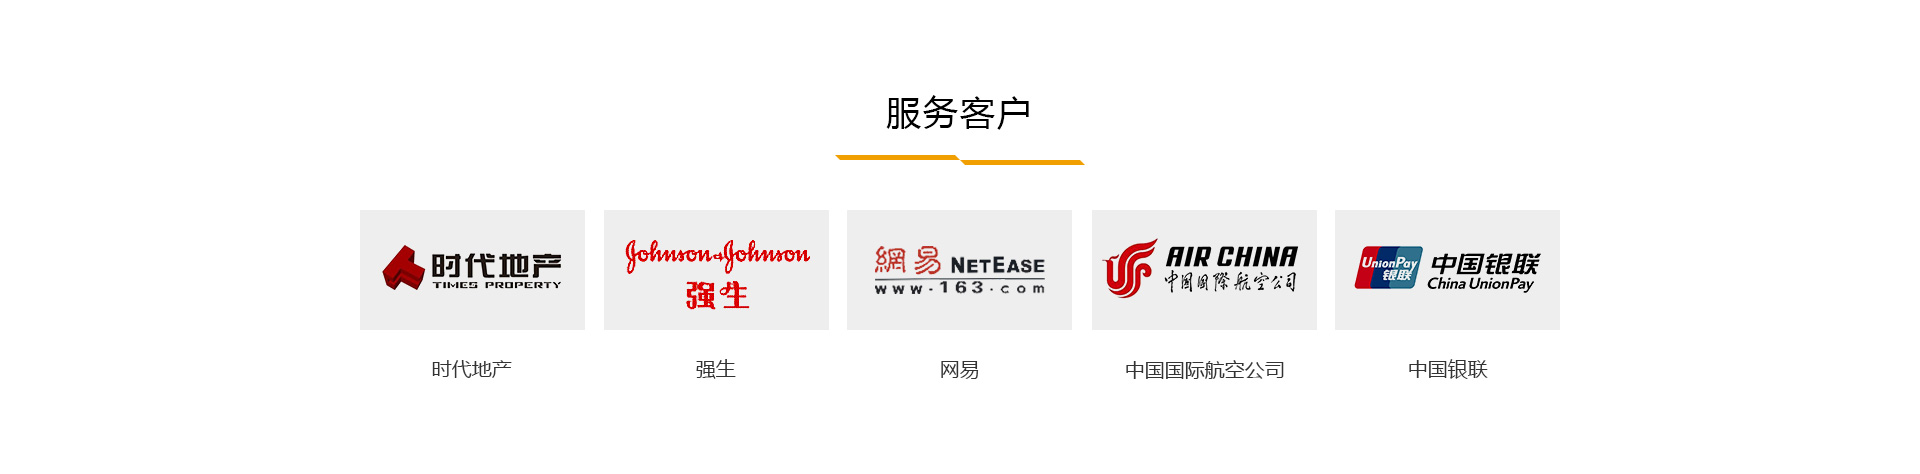 服务客户
时代地产
TIMES PROPERTY
Johnson & Johnson
强生
網易 NETEASE
www.163.com
AIR CHINA
中国国際航空公司
UnionPay
银联
中国银联
China UnionPay
时代地产
强生
网易
中国国际航空公司
中国银联